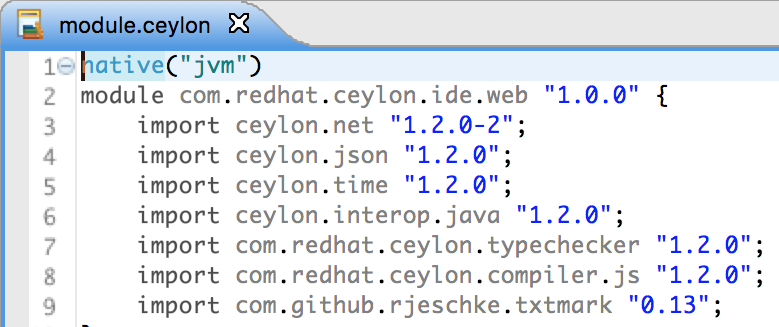 module.ceylon
1 native("jvm")
2 module com.redhat.ceylon.ide.web "1.0.0" {
3 import ceylon.net "1.2.0-2";
4 import ceylon.json "1.2.0";
5 import ceylon.time "1.2.0";
6 import ceylon.interop.java "1.2.0";
7 import com.redhat.ceylon.typechecker "1.2.0";
8 import com.redhat.ceylon.compiler.js "1.2.0";
9 import com.github.rjeschke.txtmark "0.13";